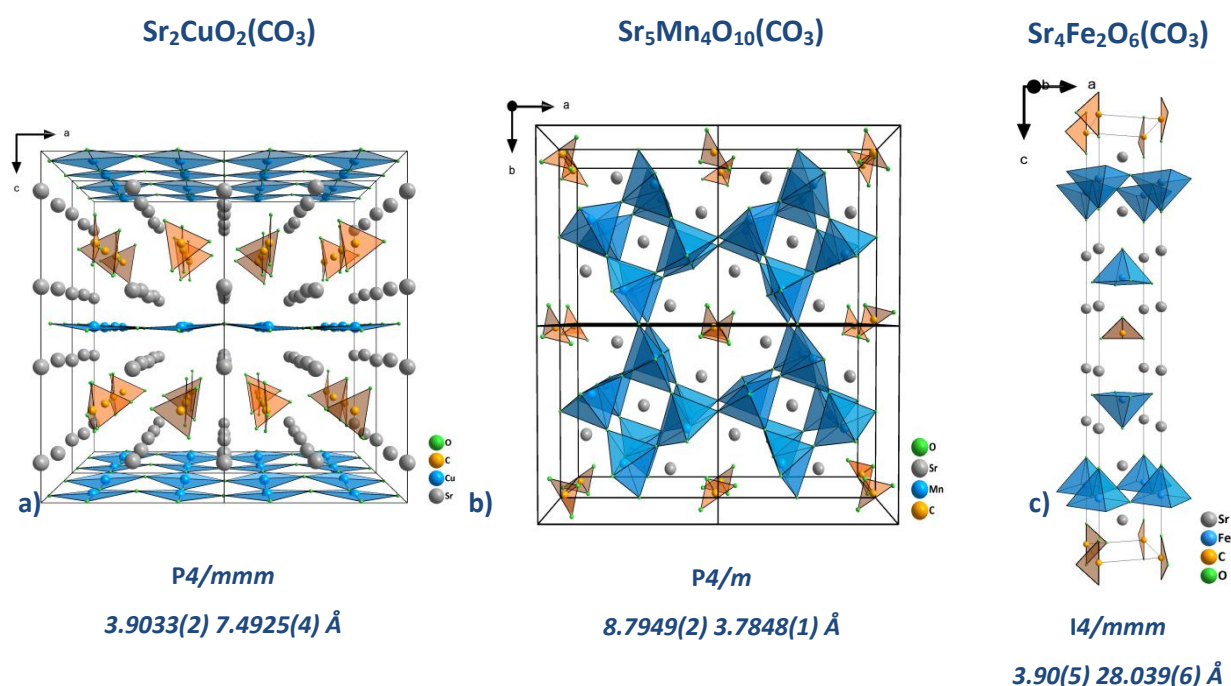 Sr₂CuO₂(CO₃)
a
c
O
C
Cu
Sr
a)
P4/mmm
3.9033(2) 7.4925(4) Å
Sr₅Mn₄O₁₀(CO₃)
a
b
O
Sr
Mn
C
b)
P4/m
8.7949(2) 3.7848(1) Å
Sr₄Fe₂O₆(CO₃)
b
a
c
Sr
Fe
C
O
c)
I4/mmm
3.90(5) 28.039(6) Å